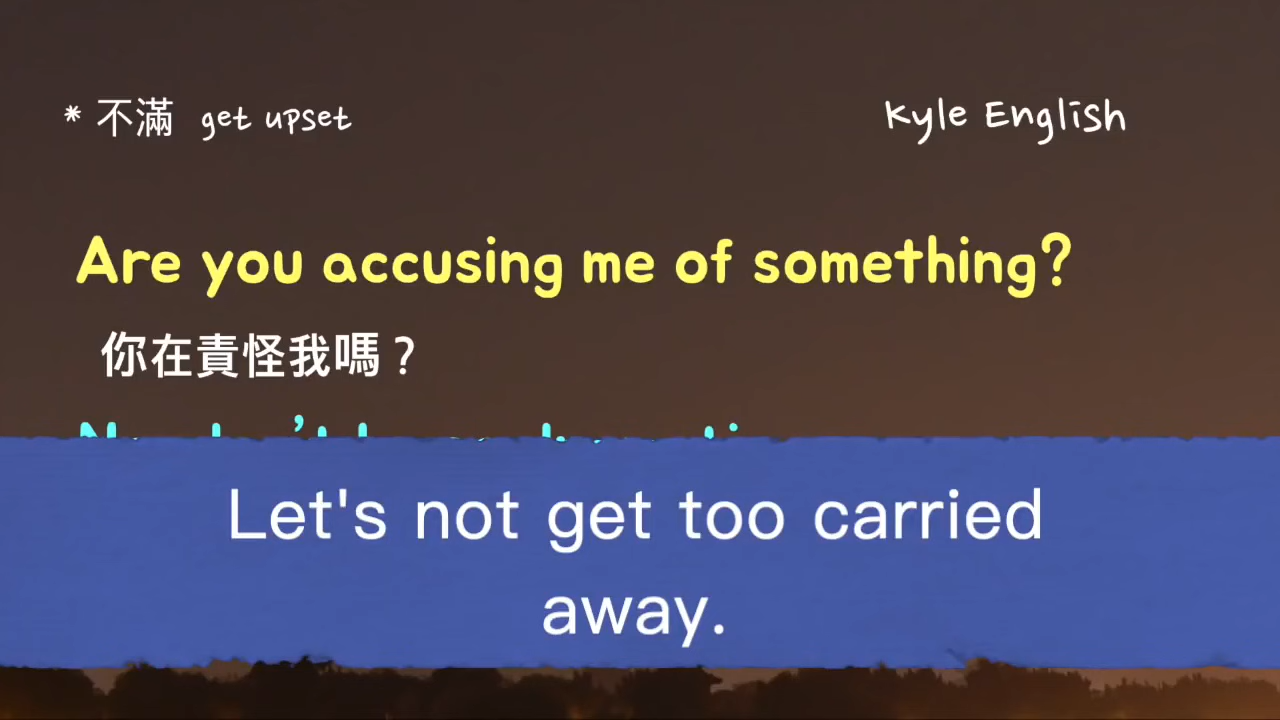 * 不滿 get upset
Kyle English
Are you accusing me of something?
你在責怪我嗎？
Let's not get too carried
away.